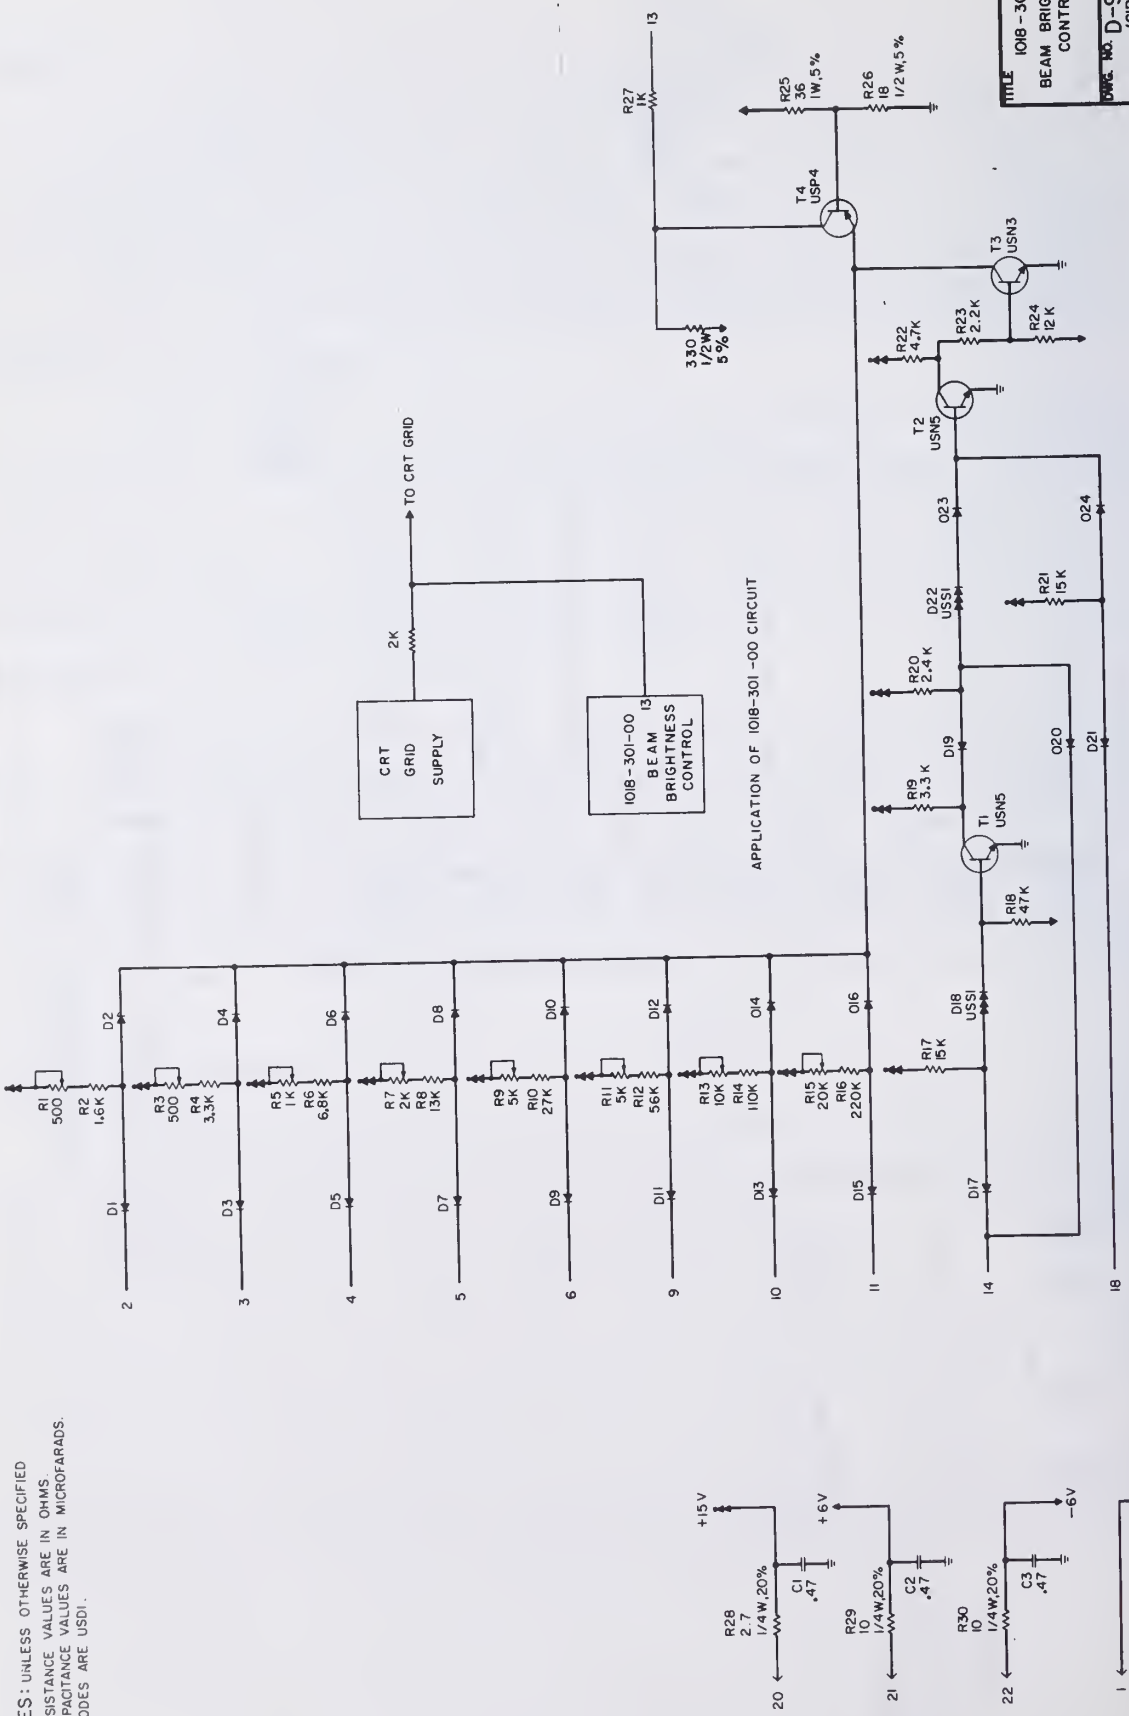 ES: UNLESS OTHERWISE SPECIFIED
SISTANCE VALUES ARE IN OHMS.
PACITANCE VALUES ARE IN MICROFARADS.
ODES ARE USD1.
TITLE 1018-30
BEAM BRIG
CONTR
DWG. NO. D-9
R1
500
R2
1.6K
D1
D2
2
R3
500
R4
3.3K
D3
D4
3
R5
1K
R6
6.8K
D5
D6
4
R7
2K
R8
13K
D7
D8
5
R9
5K
R10
27K
D9
D10
6
R11
5K
R12
56K
D11
D12
9
R13
10K
R14
110K
D13
D14
10
R15
20K
R16
220K
D15
D16
11
R17
15K
D17
D18
USS1
14
R18
47K
T1
USN5
R19
3.3K
D19
R20
2.4K
D20
D21
18
D22
USS1
R21
15K
D23
D24
T2
USN5
R22
4.7K
R23
2.2K
R24
12K
T3
USN3
T4
USP4
R25
36
1W,5%
R26
18
1/2W,5%
R27
1K
13
330
1/2W
5%
CRT
GRID
SUPPLY
2K
TO CRT GRID
1018-301-00
13
BEAM
BRIGHTNESS
CONTROL
APPLICATION OF 1018-301-00 CIRCUIT
+15V
R28
2.7
1/4W,20%
C1
.47
20
+6V
R29
10
1/4W,20%
C2
.47
21
-6V
R30
10
1/4W,20%
C3
.47
22
1